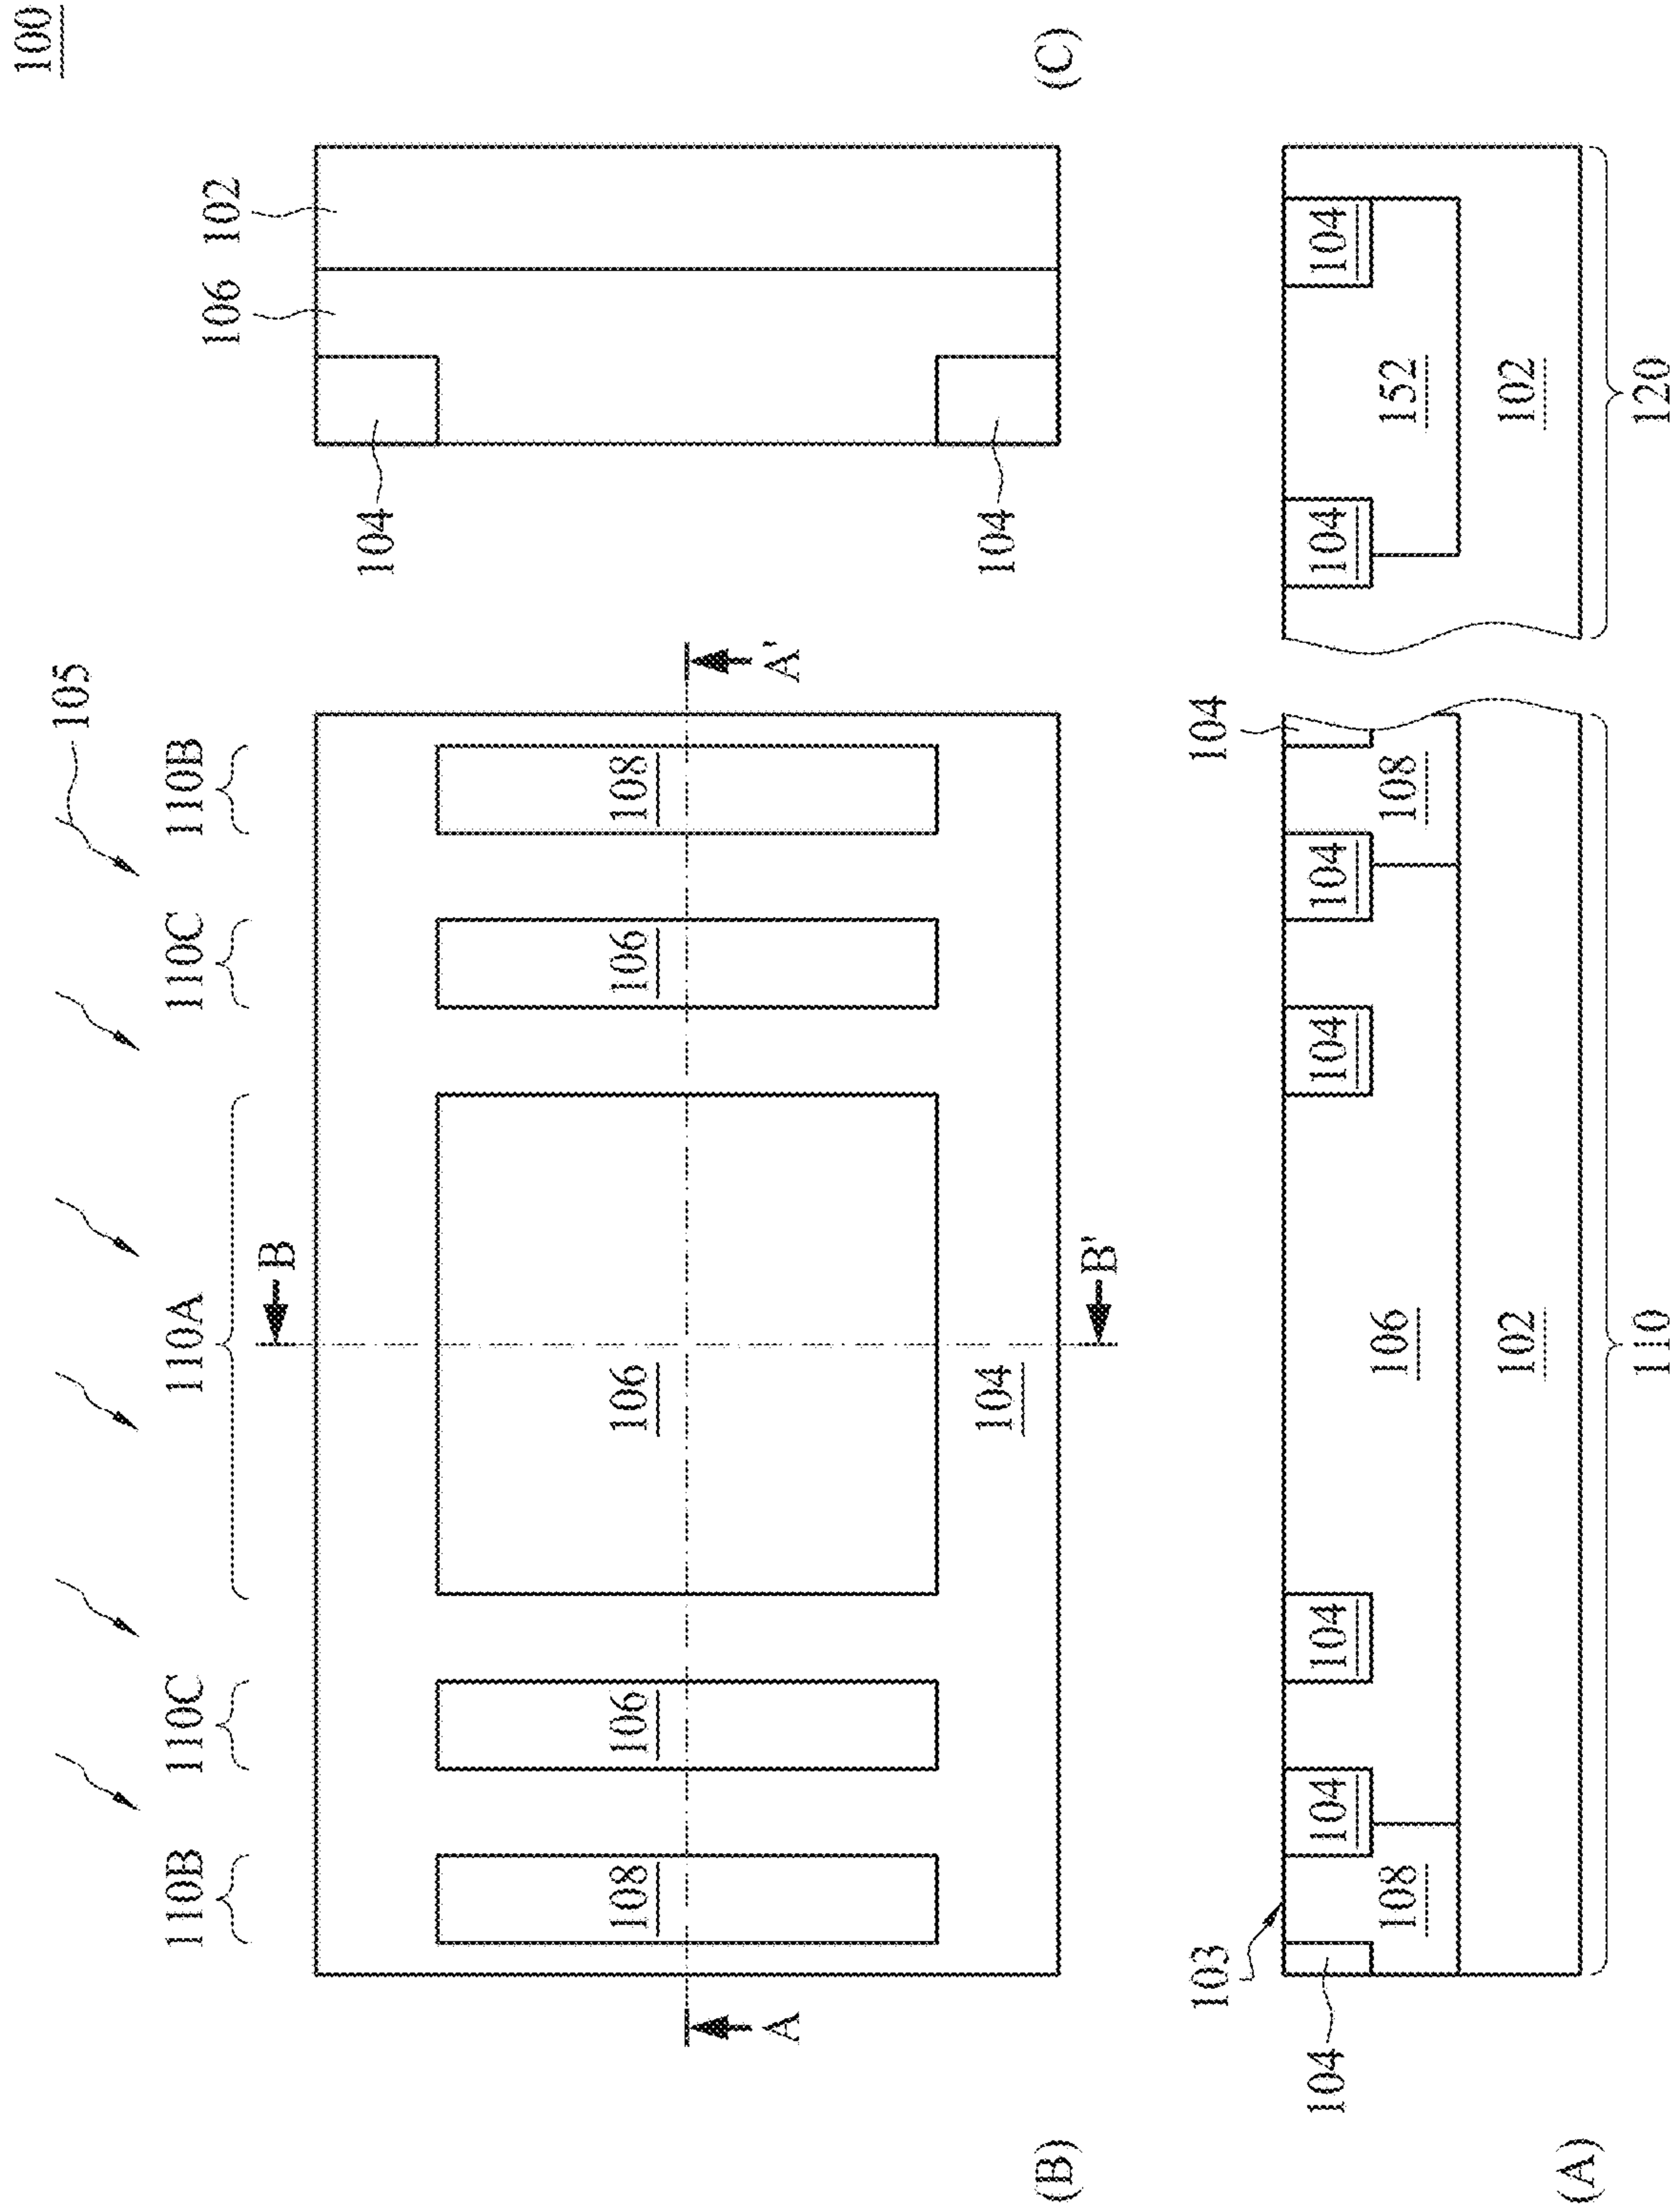 100
105
110B 110C 110A 110C 110B
106 102
B
104
108 106 106 106 108
A A'
104 104
B'
(B) (C)
103 104
104 104 104 104 104 104 104
108 106 108 152
102 102
(A)
110 120